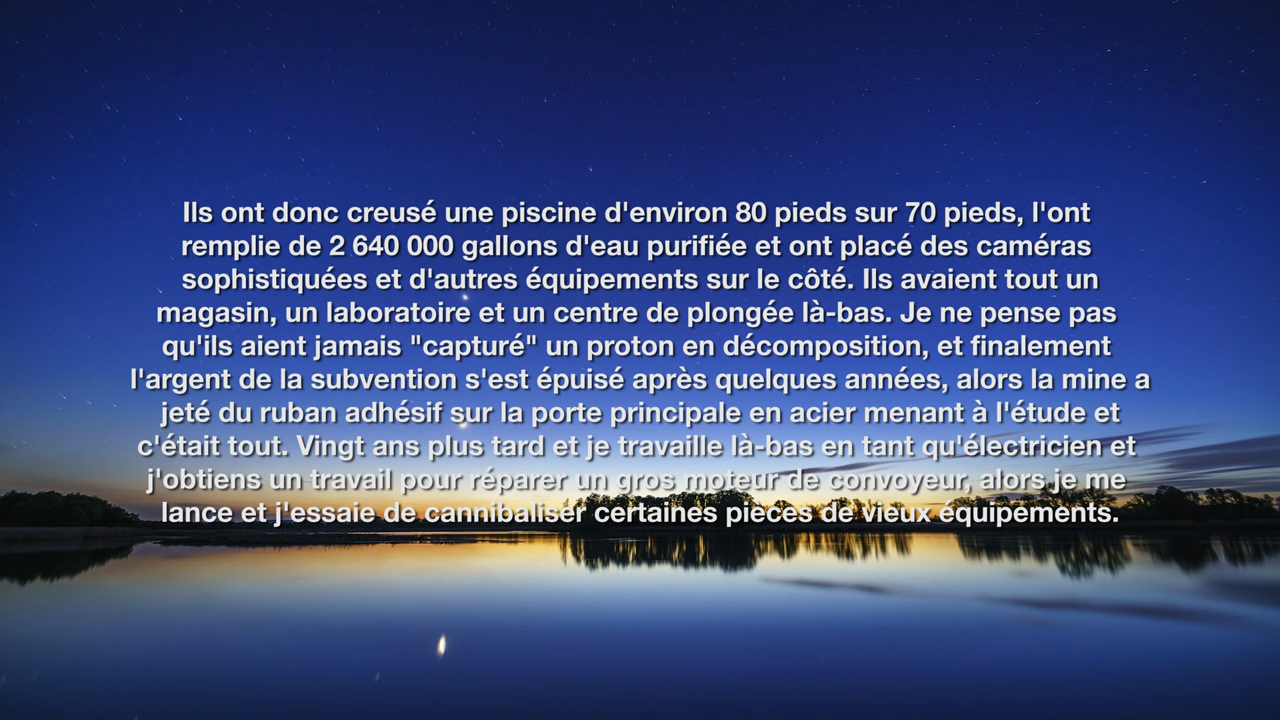 Ils ont donc creusé une piscine d'environ 80 pieds sur 70 pieds, l'ont
remplie de 2 640 000 gallons d'eau purifiée et ont placé des caméras
sophistiquées et d'autres équipements sur le côté. Ils avaient tout un
magasin, un laboratoire et un centre de plongée là-bas. Je ne pense pas
qu'ils aient jamais "capturé" un proton en décomposition, et finalement
l'argent de la subvention s'est épuisé après quelques années, alors la mine a
jeté du ruban adhésif sur la porte principale en acier menant à l'étude et
c'était tout. Vingt ans plus tard et je travaille là-bas en tant qu'électricien et
j'obtiens un travail pour réparer un gros moteur de convoyeur, alors je me
lance et j'essaie de cannibaliser certaines pièces de vieux équipements.